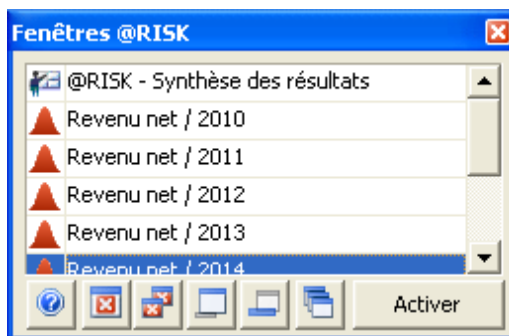 Fenêtres @RISK
@RISK - Synthèse des résultats
Revenu net / 2010
Revenu net / 2011
Revenu net / 2012
Revenu net / 2013
Revenu net / 2014
Activer